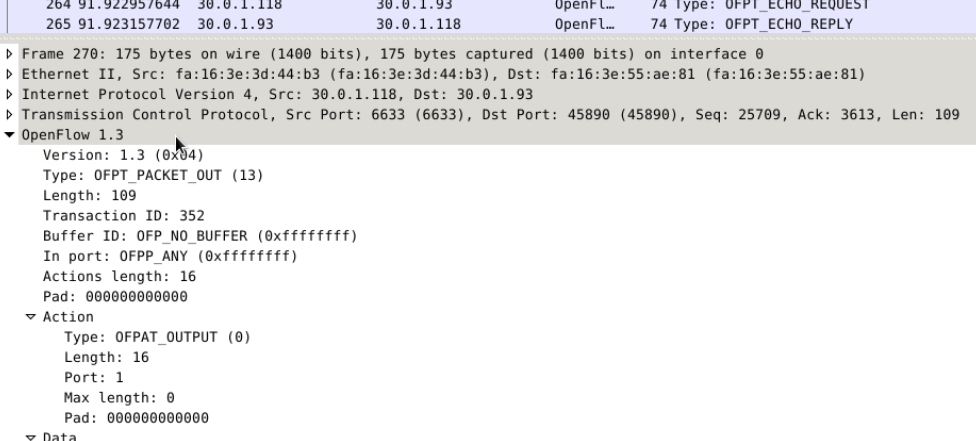 264 91.922957644 30.0.1.118 30.0.1.93 OpenFl… 74 Type: OFPT_ECHO_REQUEST
265 91.923157702 30.0.1.93 30.0.1.118 OpenFl… 74 Type: OFPT_ECHO_REPLY
Frame 270: 175 bytes on wire (1400 bits), 175 bytes captured (1400 bits) on interface 0
Ethernet II, Src: fa:16:3e:3d:44:b3 (fa:16:3e:3d:44:b3), Dst: fa:16:3e:55:ae:81 (fa:16:3e:55:ae:81)
Internet Protocol Version 4, Src: 30.0.1.118, Dst: 30.0.1.93
Transmission Control Protocol, Src Port: 6633 (6633), Dst Port: 45890 (45890), Seq: 25709, Ack: 3613, Len: 109
OpenFlow 1.3
Version: 1.3 (0x04)
Type: OFPT_PACKET_OUT (13)
Length: 109
Transaction ID: 352
Buffer ID: OFP_NO_BUFFER (0xffffffff)
In port: OFPP_ANY (0xffffffff)
Actions length: 16
Pad: 000000000000
Action
Type: OFPAT_OUTPUT (0)
Length: 16
Port: 1
Max length: 0
Pad: 000000000000
Data